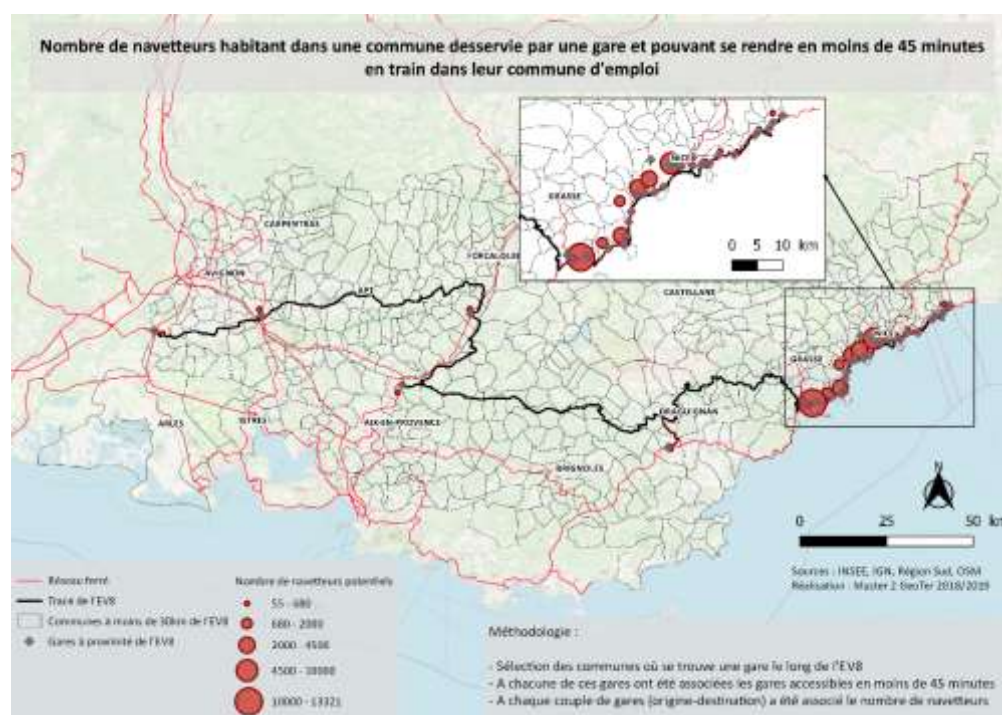 Nombre de navetteurs habitant dans une commune desservie par une gare et pouvant se rendre en moins de 45 minutes
en train dans leur commune d'emploi
NICE
GRASSE
0 5 10 km
CARPENTRAS
FORCALQUIER
AVIGNON
APT
CASTELLANE
GRASSE
ARLES
ISTRES
AIX-EN-PROVENCE
DRAGUIGNAN
BRIGNOLES
N
0 25 50 km
Sources : INSEE, IGN, Région Sud, OSM
Réalisation : Master 2 GeoTer 2018/2019
Réseau ferré
Tracé de l'EV8
Communes à moins de 30km de l'EV8
Gares à proximité de l'EV8
Nombre de navetteurs potentiels
55 - 680
680 - 2000
2000 - 4500
4500 - 10000
10000 - 13321
Méthodologie :
- Sélection des communes où se trouve une gare le long de l'EV8
- A chacune de ces gares ont été associées les gares accessibles en moins de 45 minutes
- A chaque couple de gares (origine-destination) a été associé le nombre de navetteurs